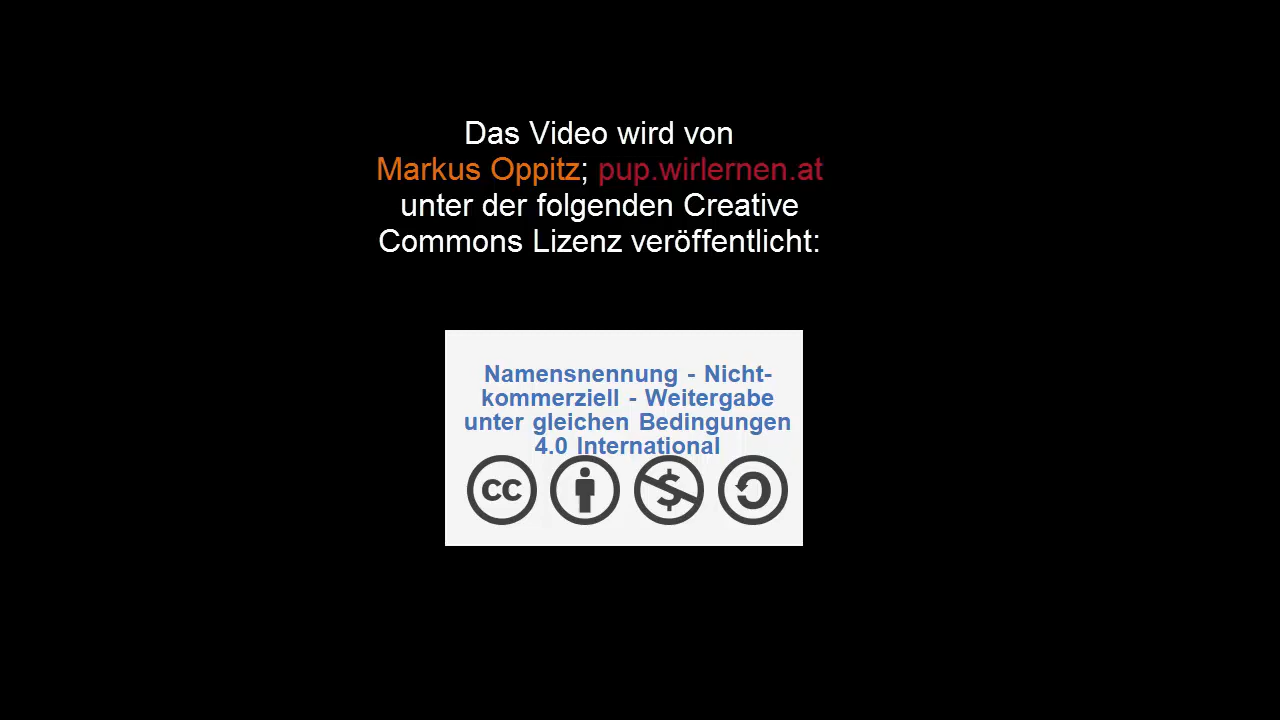 Das Video wird von
Markus Oppitz; pup.wirlernen.at
unter der folgenden Creative
Commons Lizenz veröffentlicht:
Namensnennung - Nicht-
kommerziell - Weitergabe
unter gleichen Bedingungen
4.0 International
cc
$